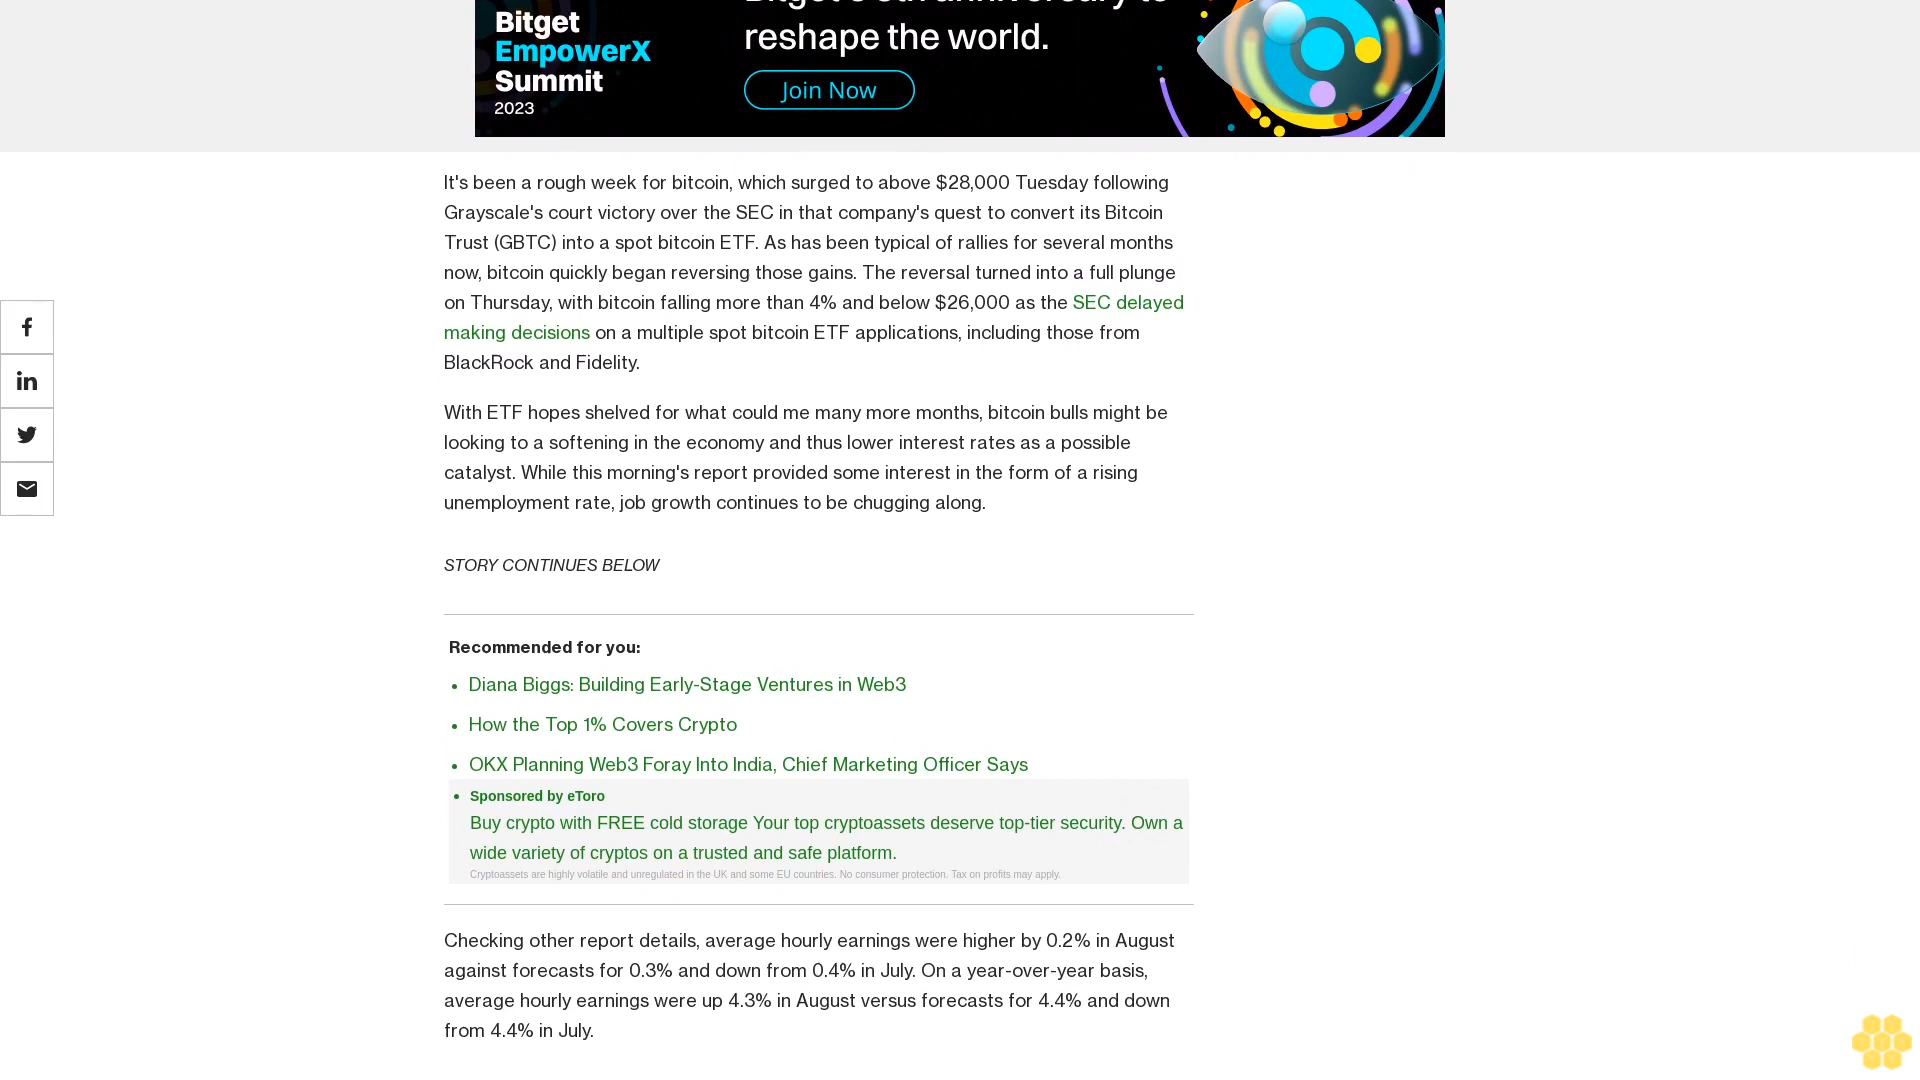 Bitget
EmpowerX
Summit
2023
reshape the world.
Join Now
It's been a rough week for bitcoin, which surged to above $28,000 Tuesday following
Grayscale's court victory over the SEC in that company's quest to convert its Bitcoin
Trust (GBTC) into a spot bitcoin ETF. As has been typical of rallies for several months
now, bitcoin quickly began reversing those gains. The reversal turned into a full plunge
on Thursday, with bitcoin falling more than 4% and below $26,000 as the SEC delayed
making decisions on a multiple spot bitcoin ETF applications, including those from
BlackRock and Fidelity.
With ETF hopes shelved for what could me many more months, bitcoin bulls might be
looking to a softening in the economy and thus lower interest rates as a possible
catalyst. While this morning's report provided some interest in the form of a rising
unemployment rate, job growth continues to be chugging along.
STORY CONTINUES BELOW
Recommended for you:
• Diana Biggs: Building Early-Stage Ventures in Web3
• How the Top 1% Covers Crypto
• OKX Planning Web3 Foray Into India, Chief Marketing Officer Says
• Sponsored by eToro
Buy crypto with FREE cold storage Your top cryptoassets deserve top-tier security. Own a
wide variety of cryptos on a trusted and safe platform.
Cryptoassets are highly volatile and unregulated in the UK and some EU countries. No consumer protection. Tax on profits may apply.
Checking other report details, average hourly earnings were higher by 0.2% in August
against forecasts for 0.3% and down from 0.4% in July. On a year-over-year basis,
average hourly earnings were up 4.3% in August versus forecasts for 4.4% and down
from 4.4% in July.